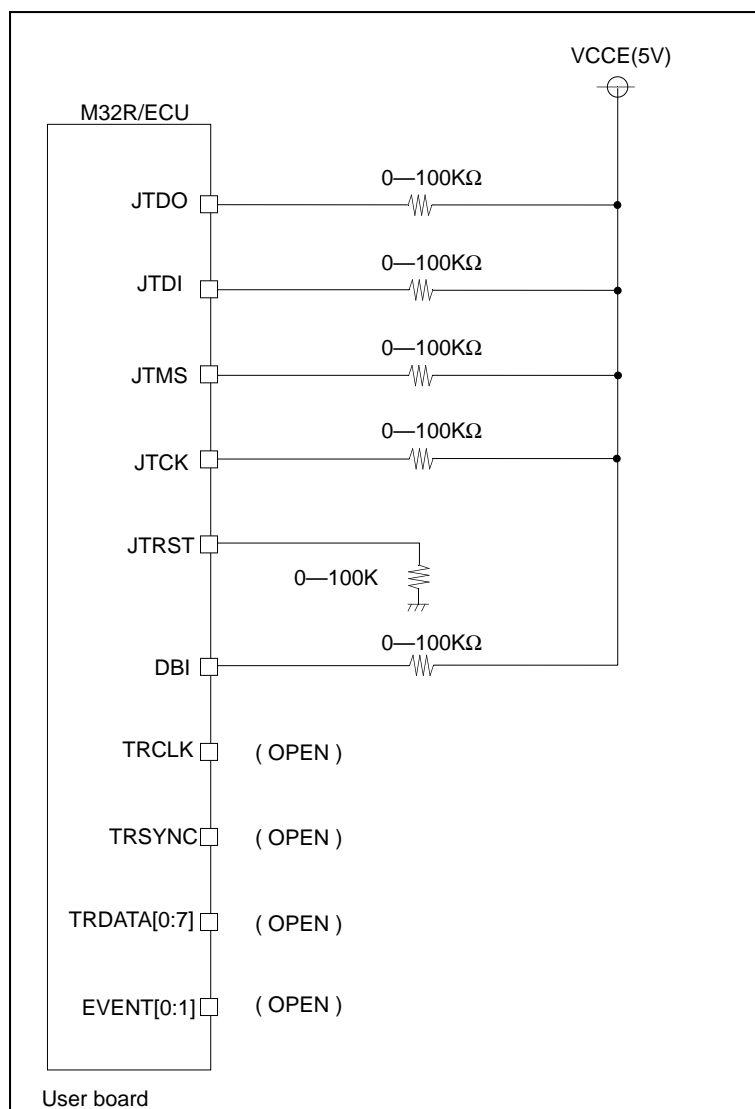 VCCE(5V)
M32R/ECU
0—100KΩ
JTDO
0—100KΩ
JTDI
0—100KΩ
JTMS
0—100KΩ
JTCK
JTRST
0—100K
0—100KΩ
DBI
TRCLK ( OPEN )
TRSYNC ( OPEN )
TRDATA[0:7] ( OPEN )
EVENT[0:1] ( OPEN )
User board